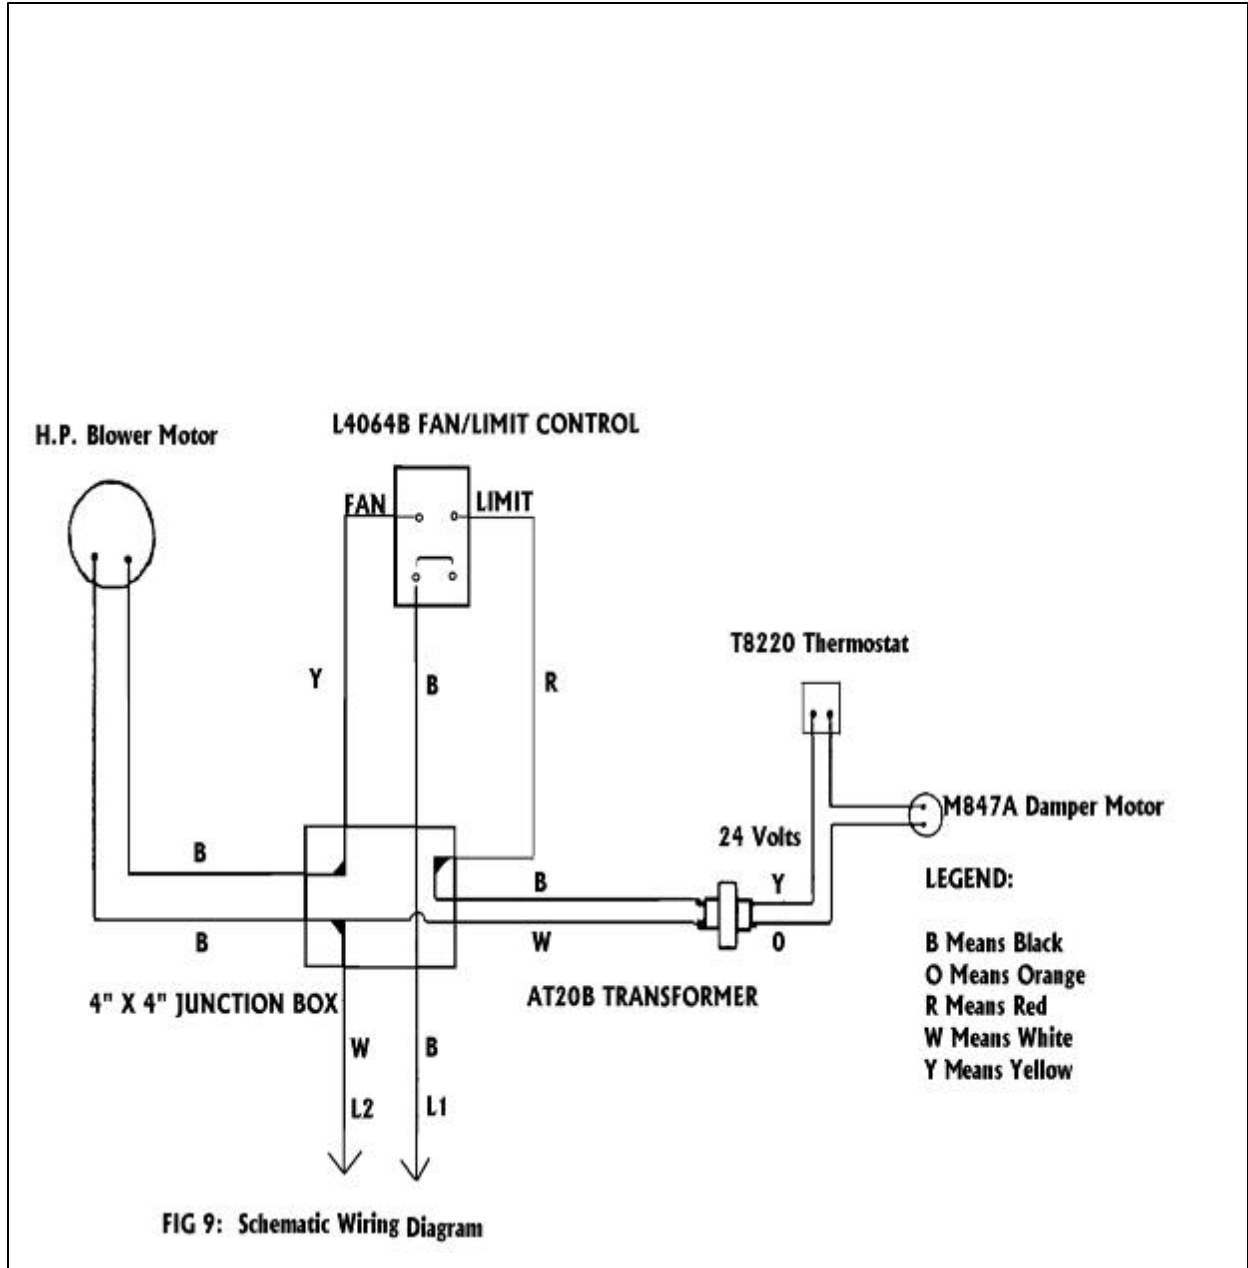 L4064B FAN/LIMIT CONTROL
H.P. Blower Motor
FAN
LIMIT
T8220 Thermostat
Y
B
R
M847A Damper Motor
24 Volts
B
B
Y
LEGEND:
B
W
O
B Means Black
O Means Orange
R Means Red
W Means White
Y Means Yellow
4" X 4" JUNCTION BOX
AT20B TRANSFORMER
W
B
L2
L1
FIG 9: Schematic Wiring Diagram